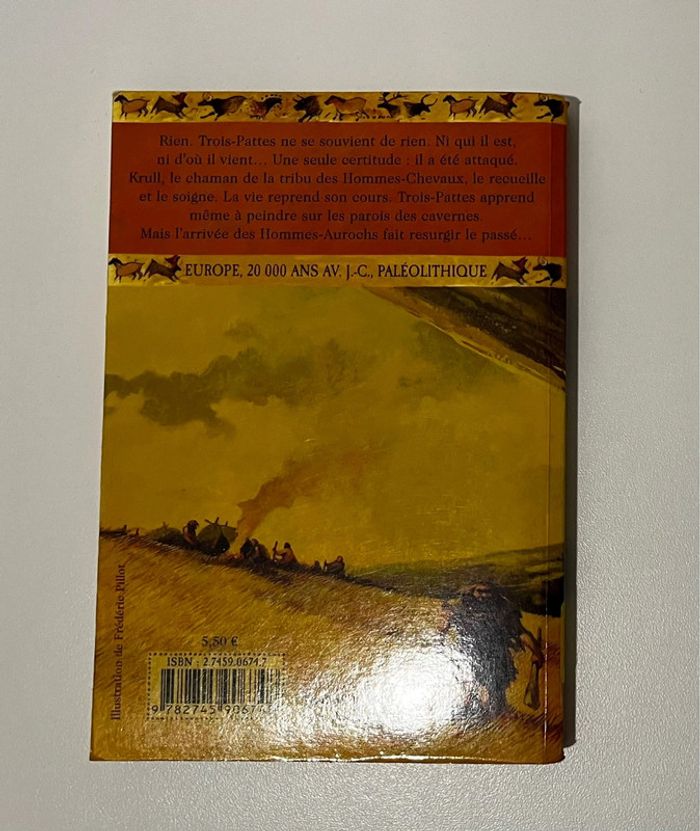 Rien. Trois-Pattes ne se souvient de rien. Ni qui il est,
ni d'où il vient... Une seule certitude : il a été attaqué.
Krull, le chaman de la tribu des Hommes-Chevaux, le recueille
et le soigne. La vie reprend son cours. Trois-Pattes apprend
même à peindre sur les parois des cavernes.
Mais l'arrivée des Hommes-Aurochs fait resurgir le passé...
EUROPE, 20 000 ANS AV. J.-C., PALÉOLITHIQUE
Illustration de Frédéric Pillot
5,50 €
ISBN : 2.7459.0674.7
9 782745 90674